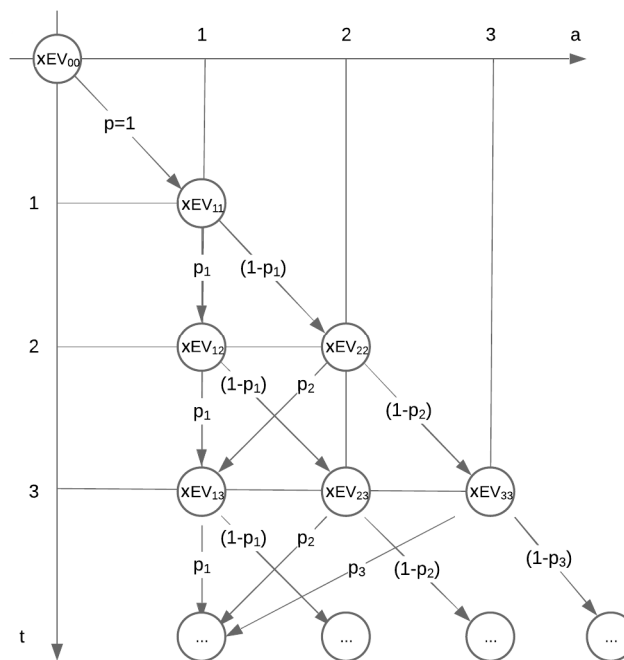 1 2 3 a
xEV₀₀
p=1
1 xEV₁₁
p₁ (1-p₁)
2 xEV₁₂ xEV₂₂
(1-p₁) p₂
p₁ (1-p₂)
3 xEV₁₃ xEV₂₃ xEV₃₃
(1-p₁) p₂
p₁ p₃ (1-p₂) (1-p₃)
t ... ... ... ...